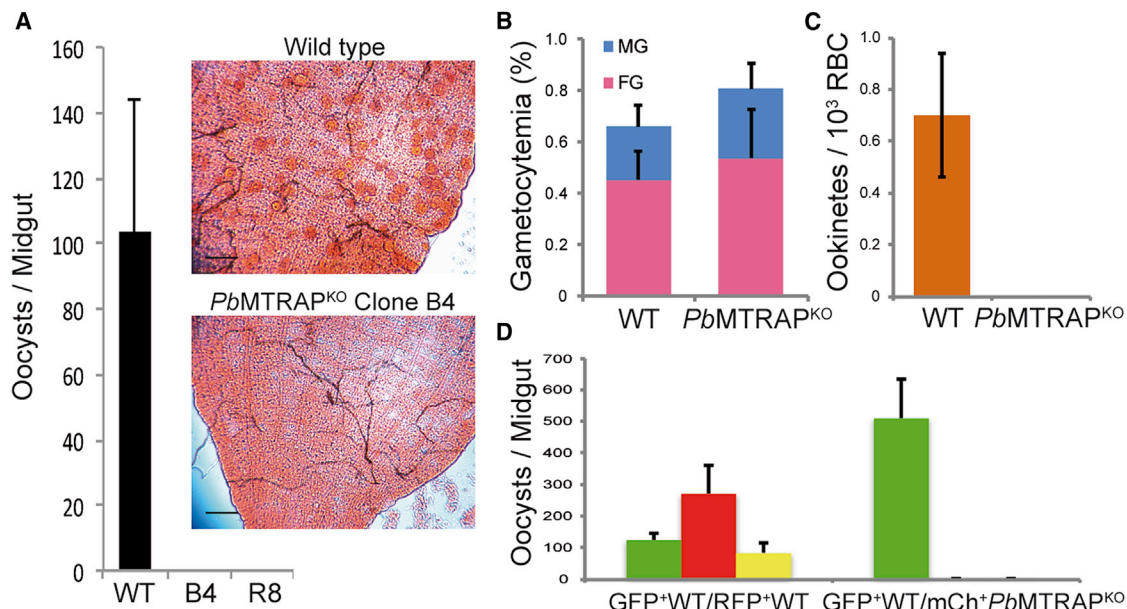 A
Oocysts / Midgut
160
140
120
100
80
60
40
20
0
WT B4 R8
Wild type
PbMTRAPᴷᴼ Clone B4
B
Gametocytemia (%)
1.0
0.8
0.6
0.4
0.2
0
MG
FG
WT PbMTRAPᴷᴼ
C
Ookinetes / 10³ RBC
1.0
0.8
0.6
0.4
0.2
0
WT PbMTRAPᴷᴼ
D
Oocysts / Midgut
700
600
500
400
300
200
100
0
GFP⁺WT/RFP⁺WT GFP⁺WT/mCh⁺PbMTRAPᴷᴼ